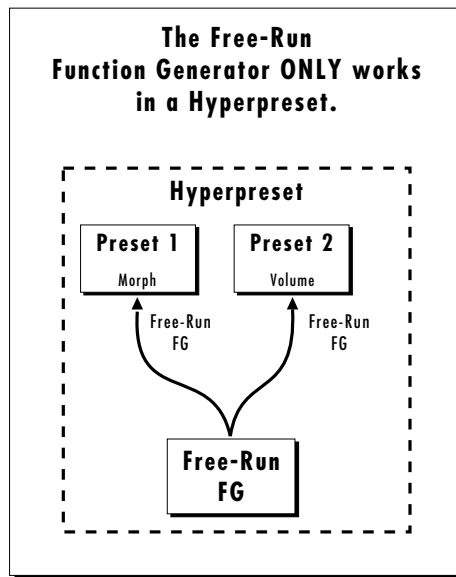 The Free-Run
Function Generator ONLY works
in a Hyperpreset.
Hyperpreset
Preset 1
Morph
Preset 2
Volume
Free-Run
FG
Free-Run
FG
Free-Run
FG